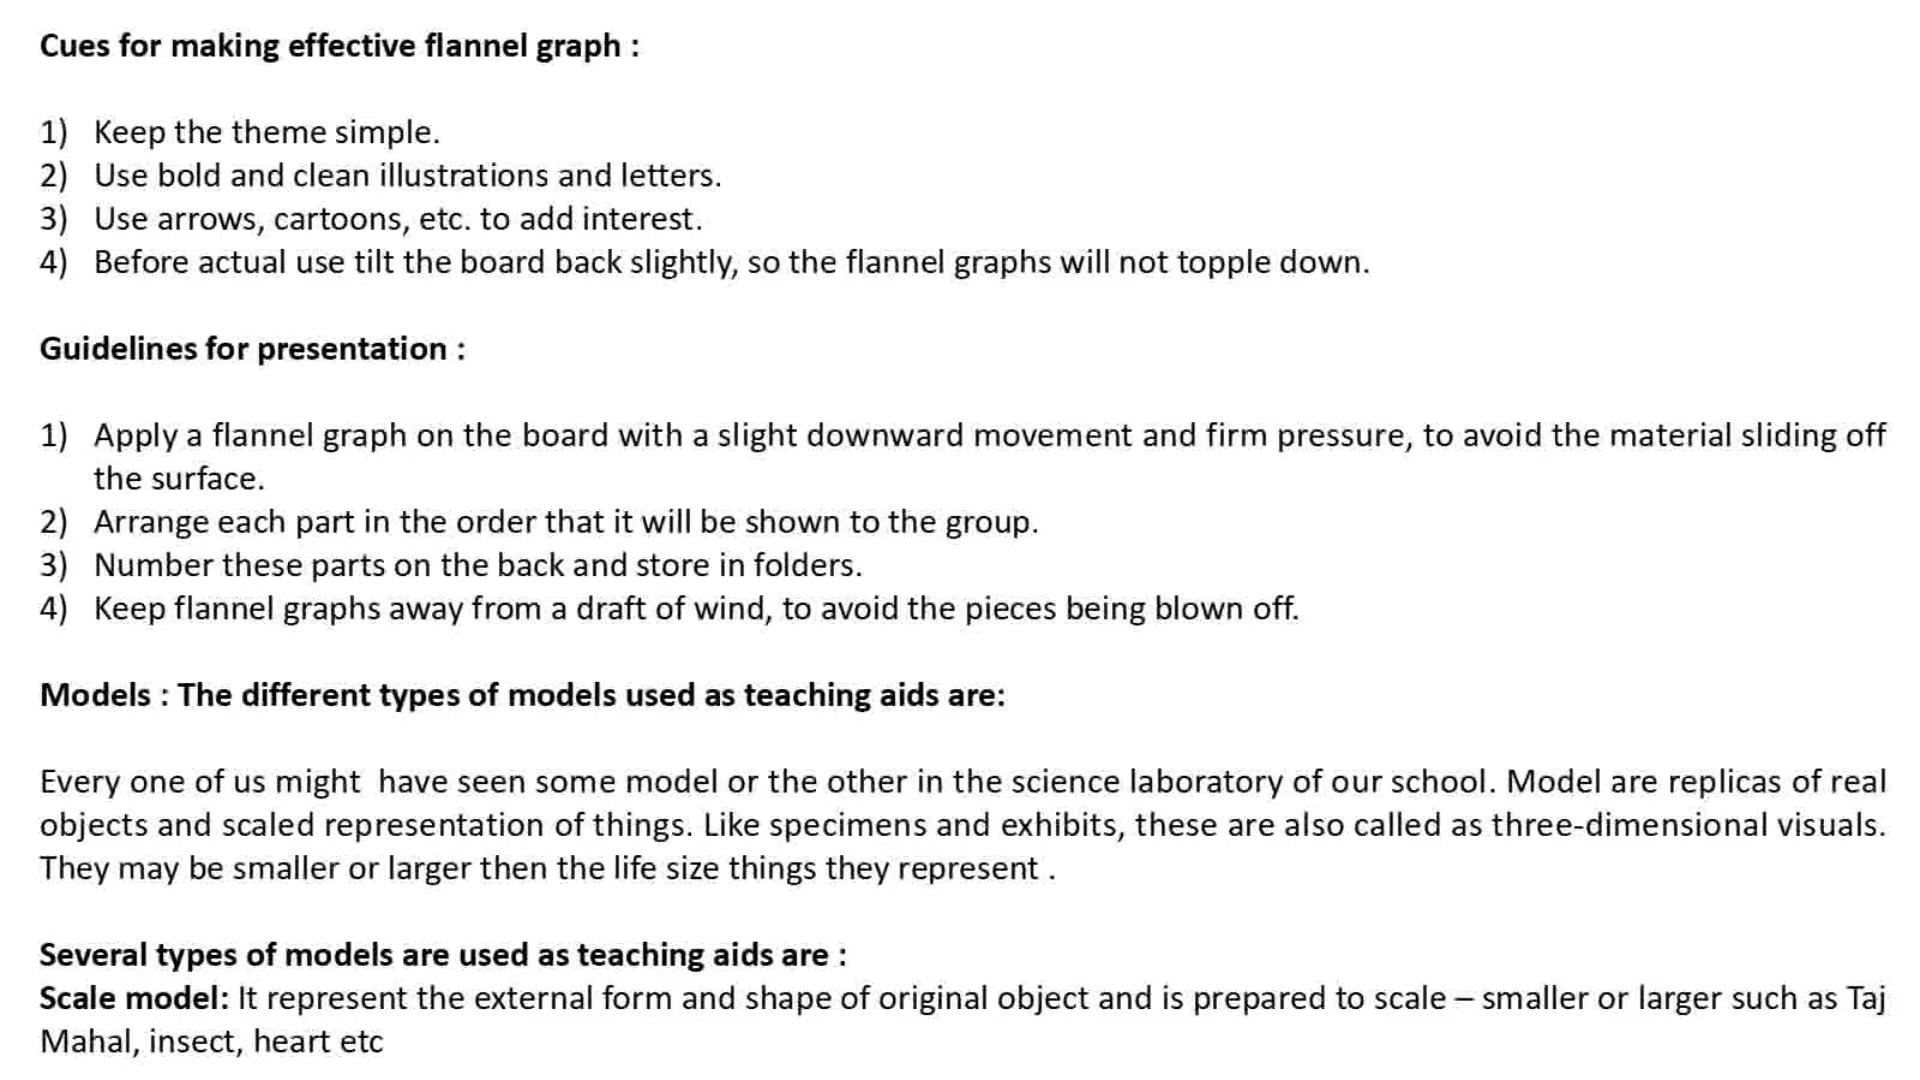 Cues for making effective flannel graph :
1) Keep the theme simple.
2) Use bold and clean illustrations and letters.
3) Use arrows, cartoons, etc. to add interest.
4) Before actual use tilt the board back slightly, so the flannel graphs will not topple down.
Guidelines for presentation :
1) Apply a flannel graph on the board with a slight downward movement and firm pressure, to avoid the material sliding off
the surface.
2) Arrange each part in the order that it will be shown to the group.
3) Number these parts on the back and store in folders.
4) Keep flannel graphs away from a draft of wind, to avoid the pieces being blown off.
Models : The different types of models used as teaching aids are:
Every one of us might have seen some model or the other in the science laboratory of our school. Model are replicas of real
objects and scaled representation of things. Like specimens and exhibits, these are also called as three-dimensional visuals.
They may be smaller or larger then the life size things they represent .
Several types of models are used as teaching aids are :
Scale model: It represent the external form and shape of original object and is prepared to scale – smaller or larger such as Taj
Mahal, insect, heart etc